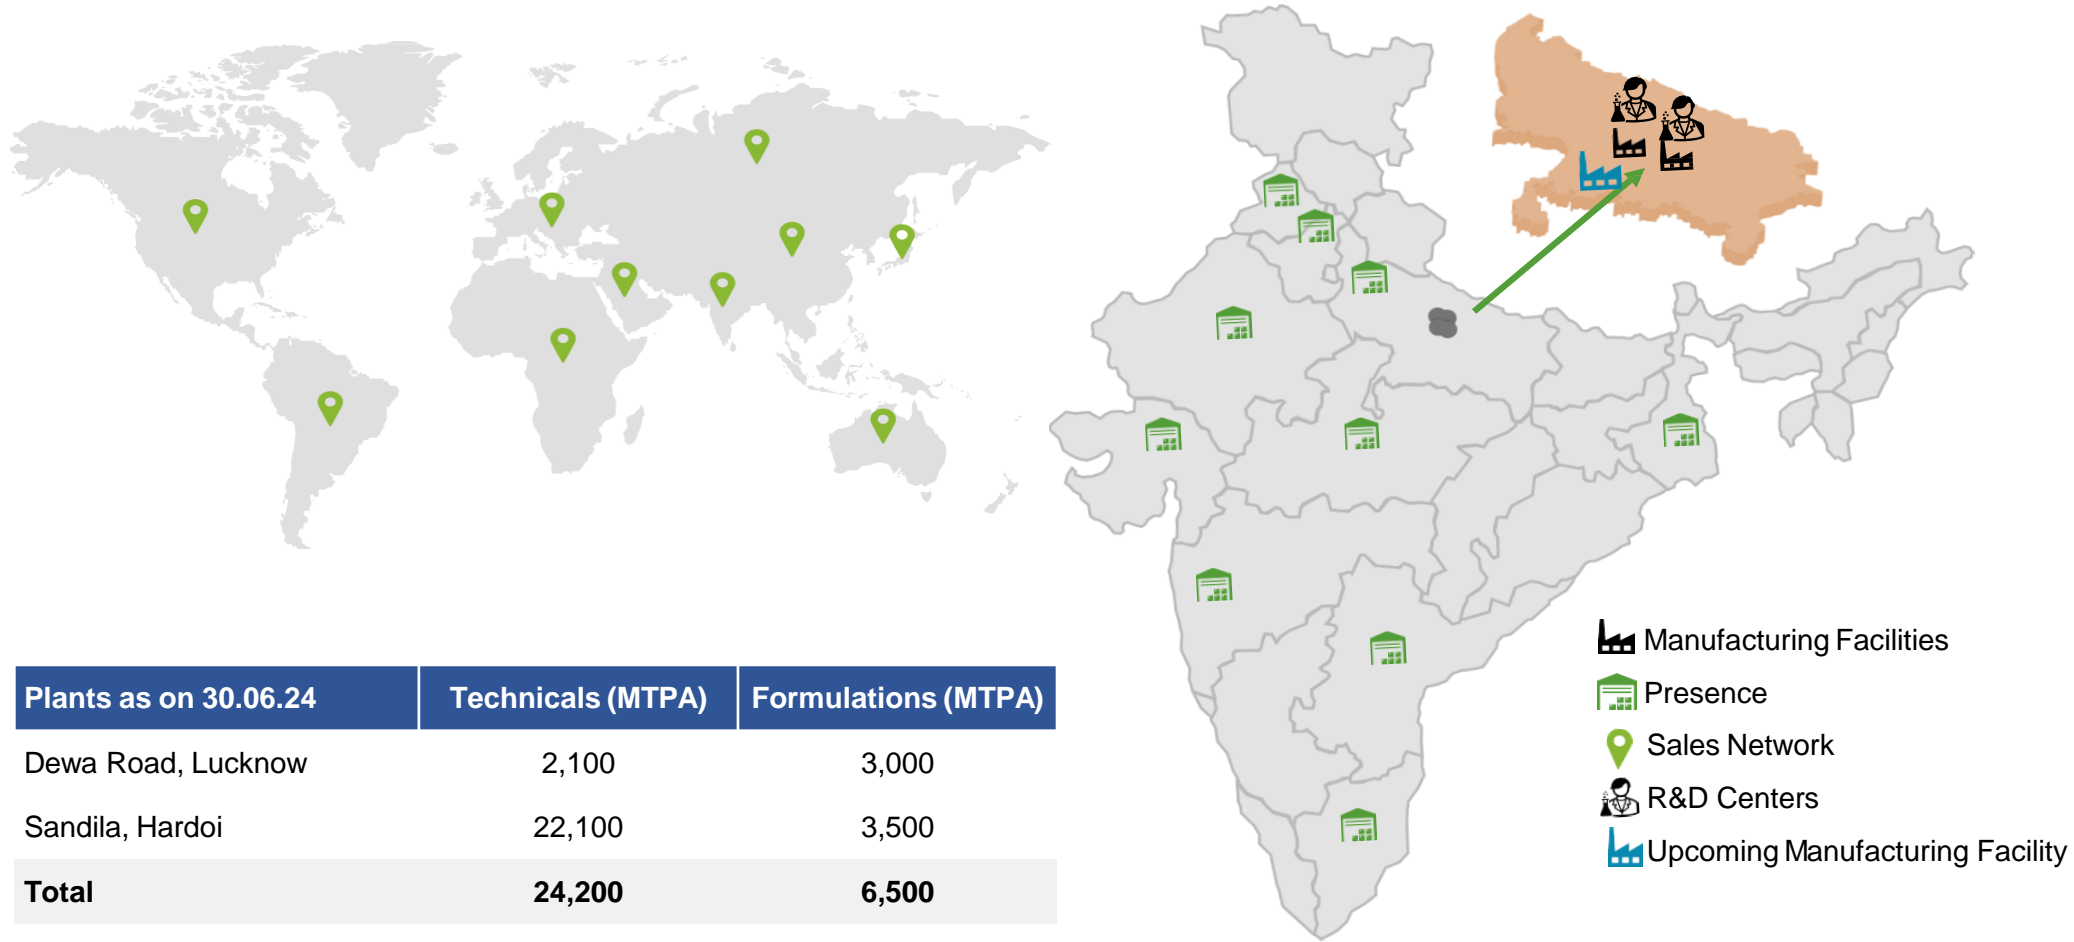 Plants as on 30.06.24 Technicals (MTPA) Formulations (MTPA)
Dewa Road, Lucknow 2,100 3,000
Sandila, Hardoi 22,100 3,500
Total 24,200 6,500
Manufacturing Facilities
Presence
Sales Network
R&D Centers
Upcoming Manufacturing Facility